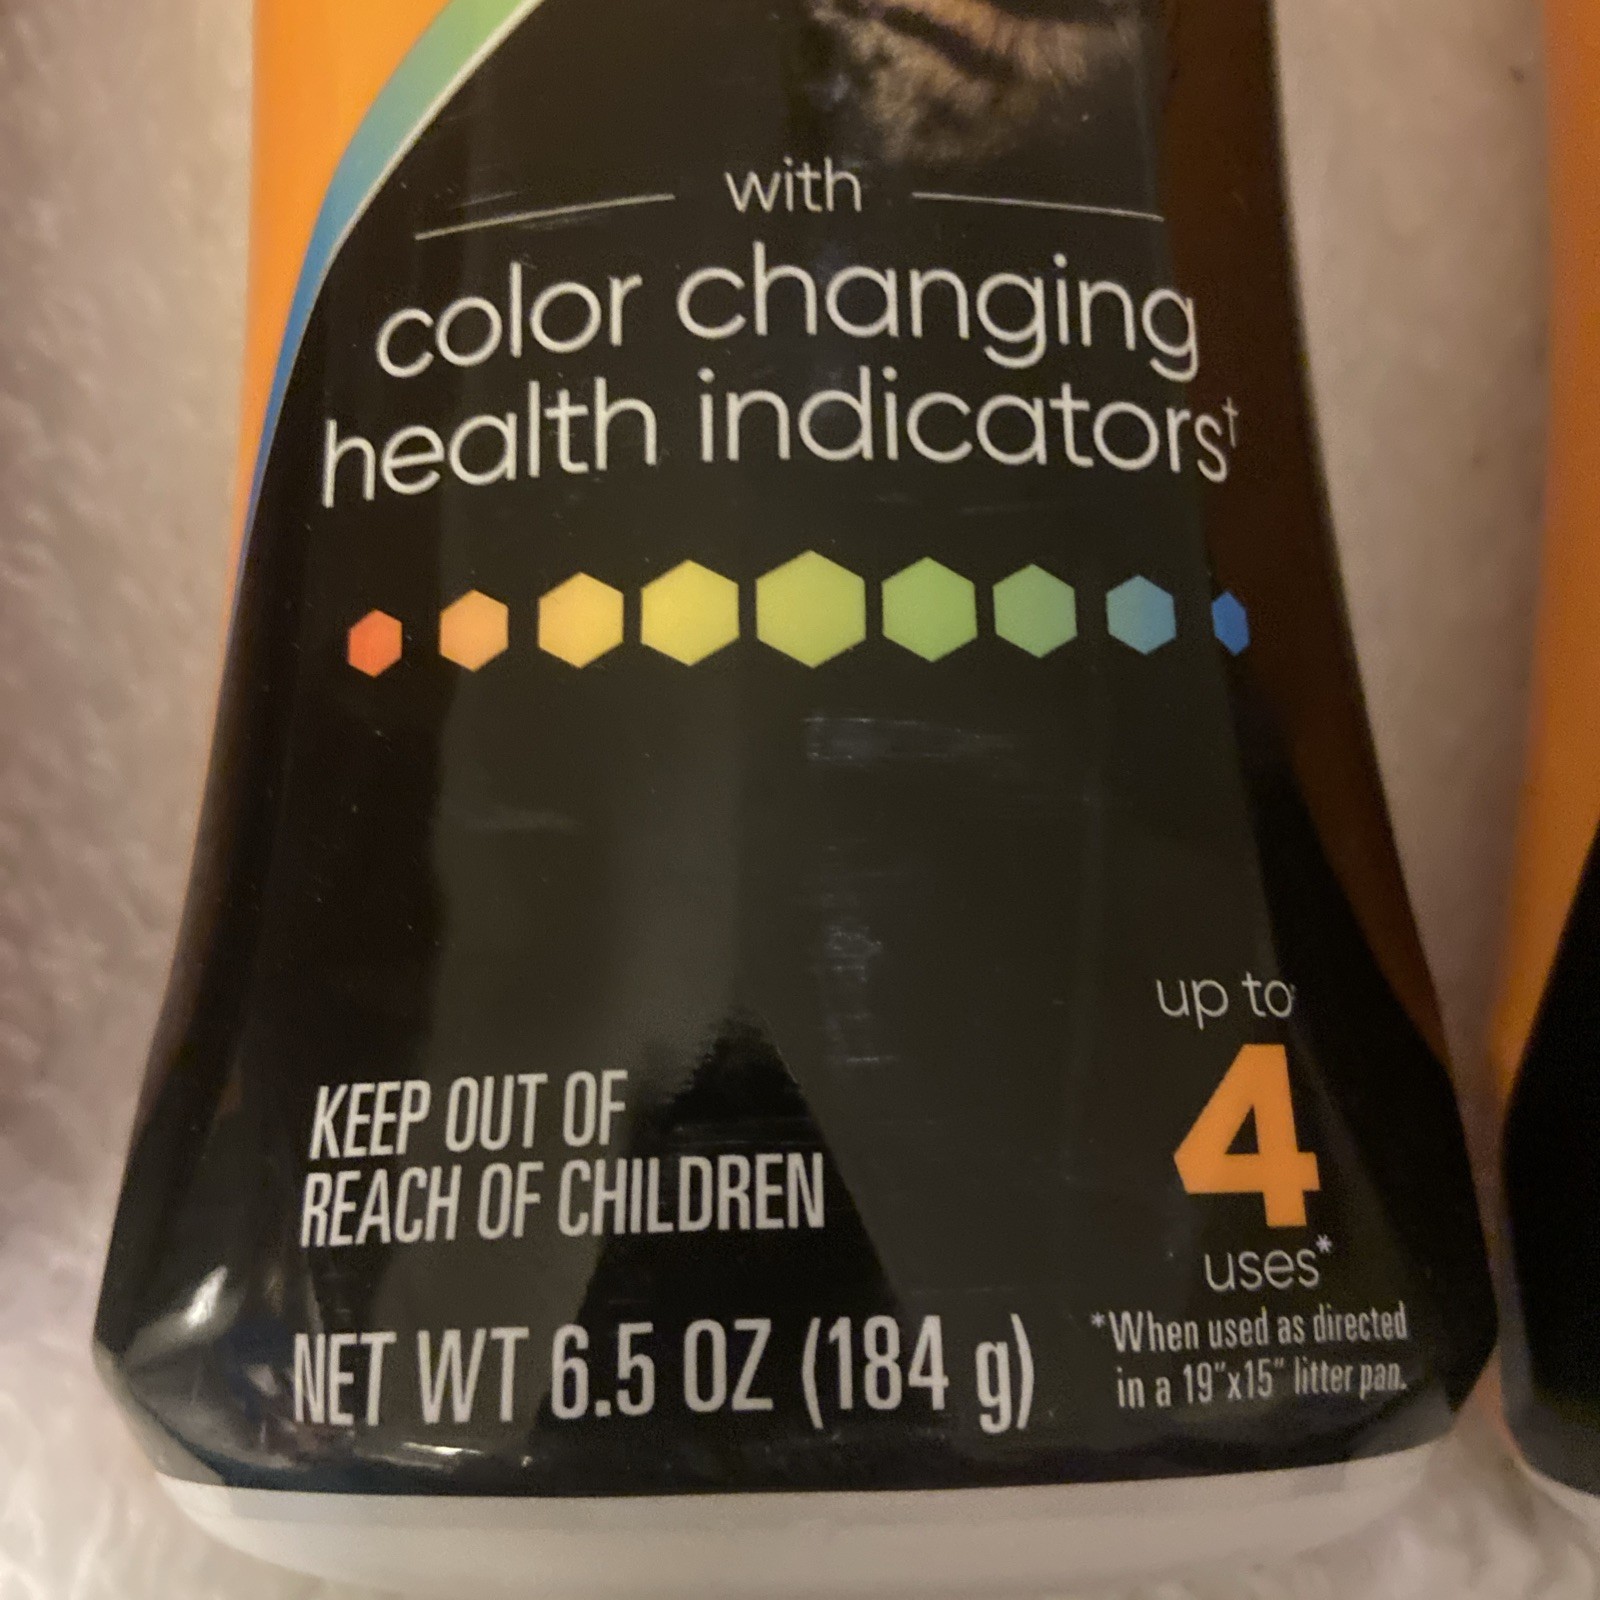 with
color changing
health indicators†
up to
4
uses*
KEEP OUT OF
REACH OF CHILDREN
NET WT 6.5 OZ (184 g)
*When used as directed
in a 19"x15" litter pan.